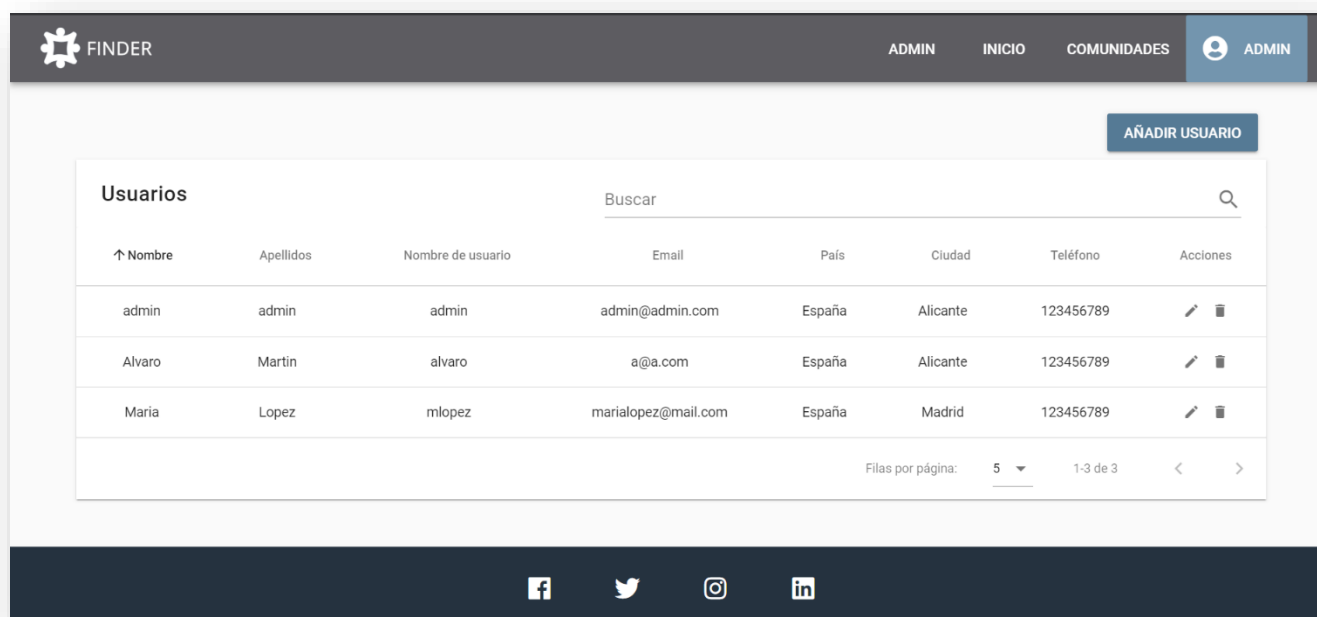 FINDER ADMIN INICIO COMUNIDADES ADMIN
AÑADIR USUARIO
Usuarios Buscar
Nombre Apellidos Nombre de usuario Email País Ciudad Teléfono Acciones
admin admin admin admin@admin.com España Alicante 123456789
Alvaro Martin alvaro a@a.com España Alicante 123456789
Maria Lopez mlopez marialopez@mail.com España Madrid 123456789
Filas por página: 5 1-3 de 3